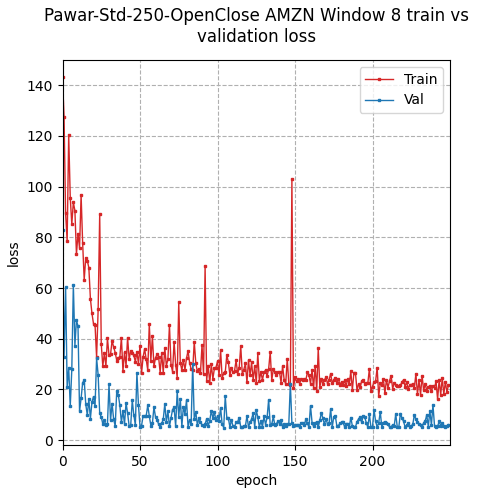 Pawar-Std-250-OpenClose AMZN Window 8 train vs
validation loss
Train
Val
loss
140
120
100
80
60
40
20
0
0 50 100 150 200
epoch